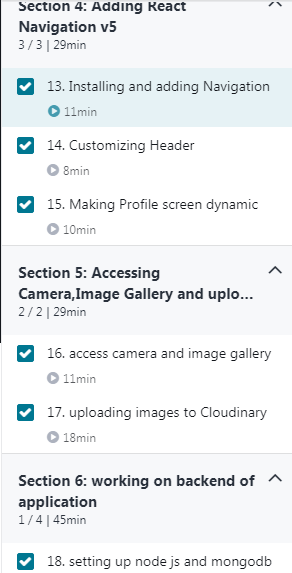 Section 4: Adding React
Navigation v5
3 / 3 | 29min
13. Installing and adding Navigation
11min
14. Customizing Header
8min
15. Making Profile screen dynamic
10min
Section 5: Accessing
Camera,Image Gallery and uplo...
2 / 2 | 29min
16. access camera and image gallery
11min
17. uploading images to Cloudinary
18min
Section 6: working on backend of
application
1 / 4 | 45min
18. setting up node js and mongodb